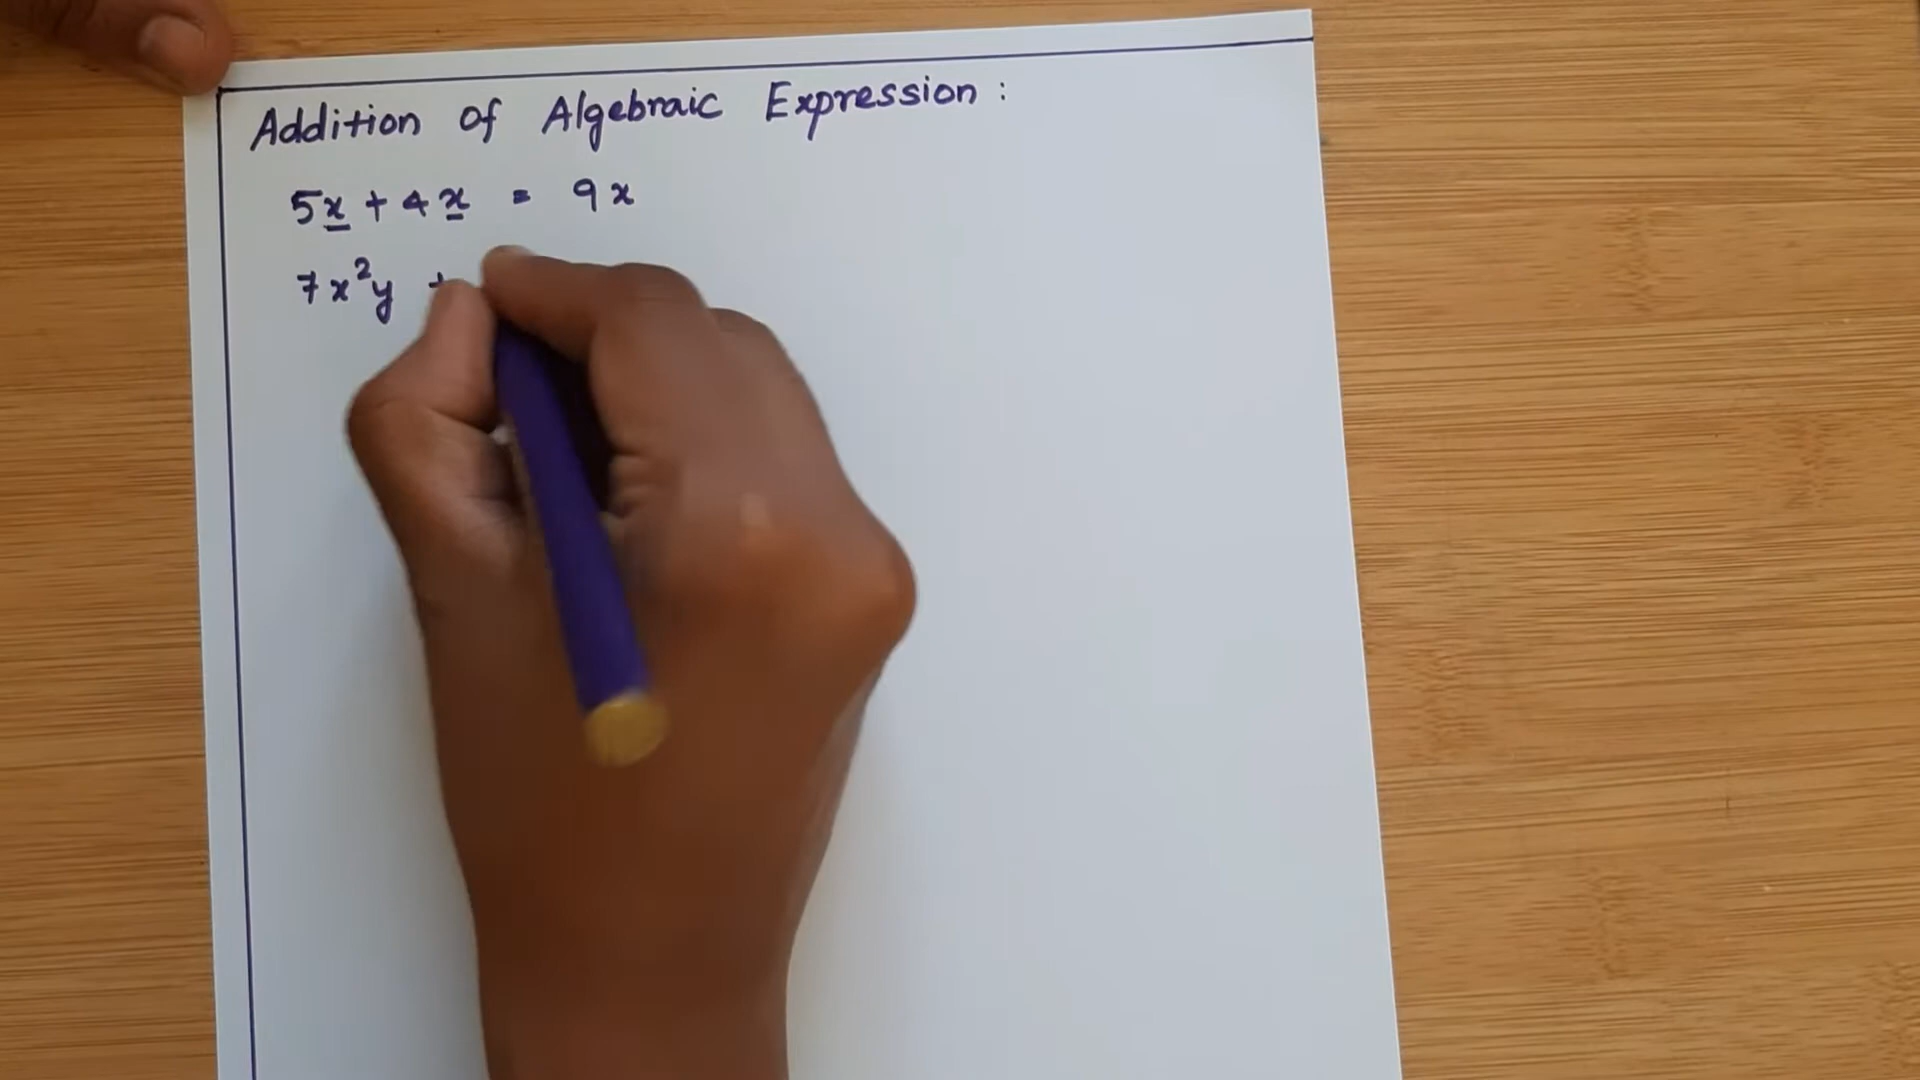 Addition of Algebraic Expression :
5x + 4x = 9x
7x²y +